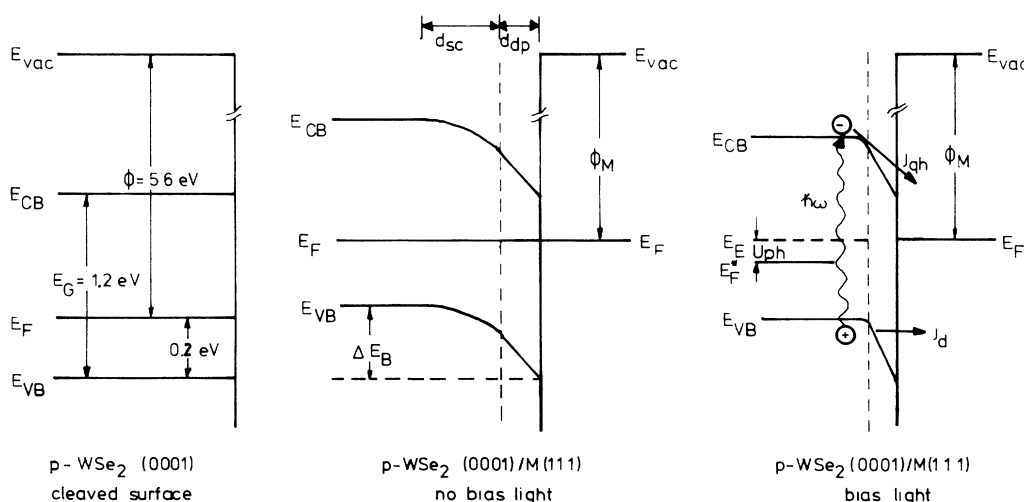 E_vac
ϕ = 5.6 eV
E_CB
E_G = 1.2 eV
E_F
0.2 eV
E_VB
p-WSe₂ (0001)
cleaved surface
d_sc
d_dp
E_vac
E_CB
ϕ_M
E_F
E_F
E_VB
Δ E_B
p-WSe₂ (0001)/M(111)
no bias light
E_vac
E_CB
−
J_qh
ϕ_M
ħω
E_F
U_ph
E_F
E_F*
E_VB
+
J_d
p-WSe₂ (0001)/M(111)
bias light